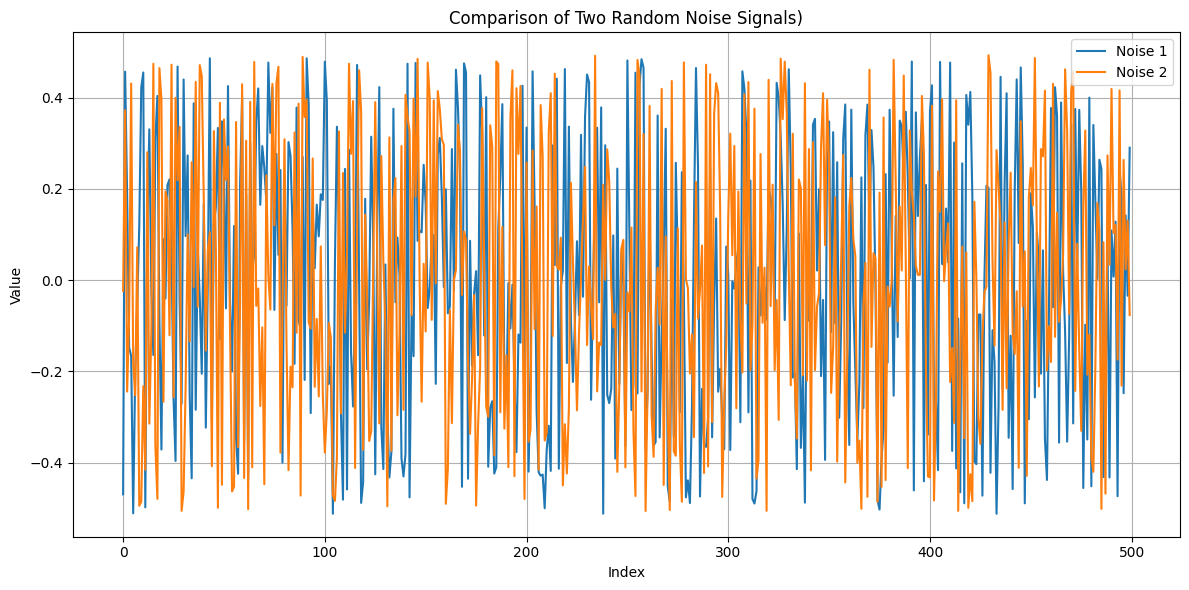 Comparison of Two Random Noise Signals)
Noise 1
Noise 2
Value
0.4
0.2
0.0
−0.2
−0.4
0 100 200 300 400 500
Index